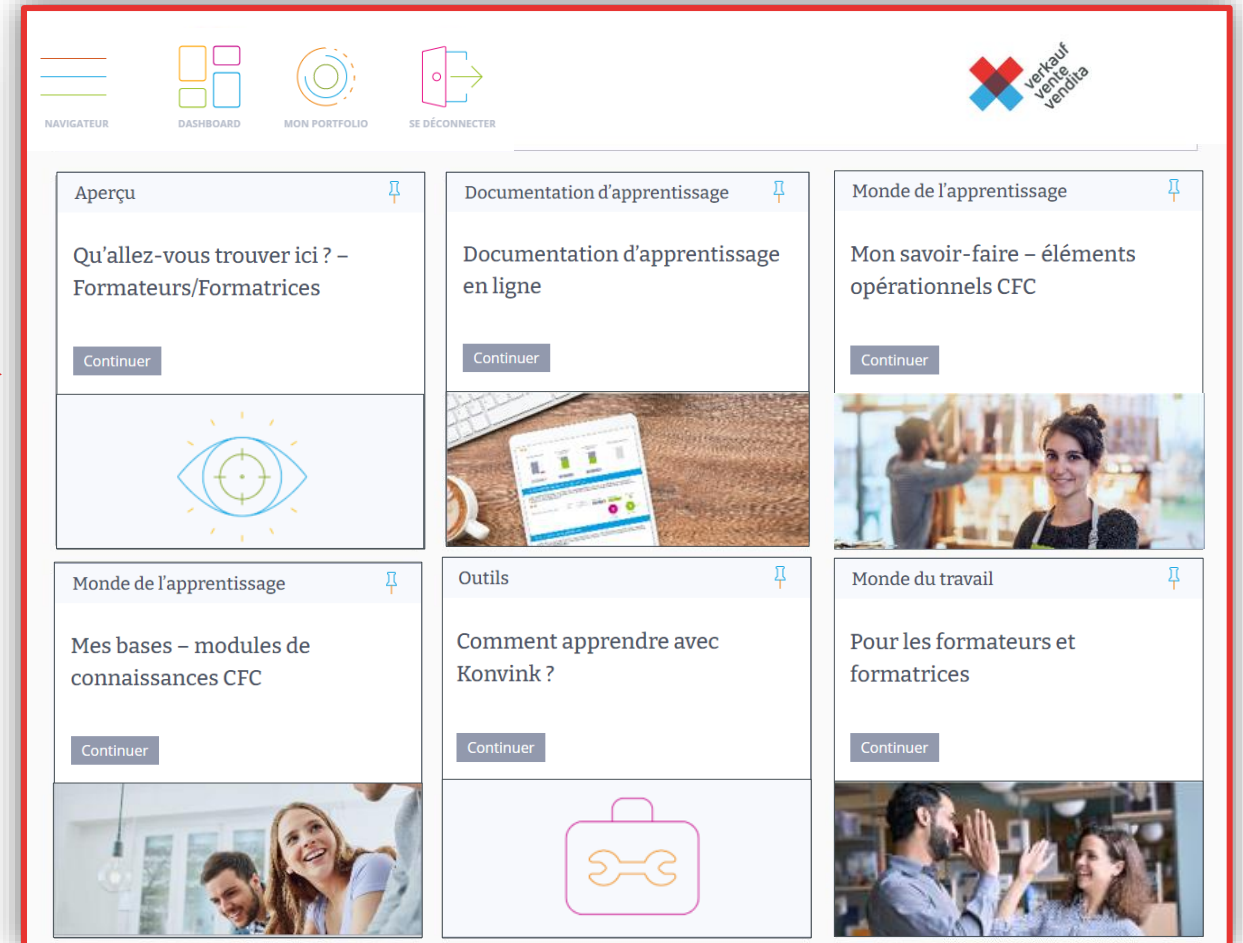 verkauf
vente
vendita
NAVIGATEUR
DASHBOARD
MON PORTFOLIO
SE DÉCONNECTER
Aperçu
Qu'allez-vous trouver ici ? –
Formateurs/Formatrices
Continuer
Documentation d'apprentissage
Documentation d'apprentissage
en ligne
Continuer
Monde de l'apprentissage
Mon savoir-faire – éléments
opérationnels CFC
Continuer
Monde de l'apprentissage
Mes bases – modules de
connaissances CFC
Continuer
Outils
Comment apprendre avec
Konvink ?
Continuer
Monde du travail
Pour les formateurs et
formatrices
Continuer